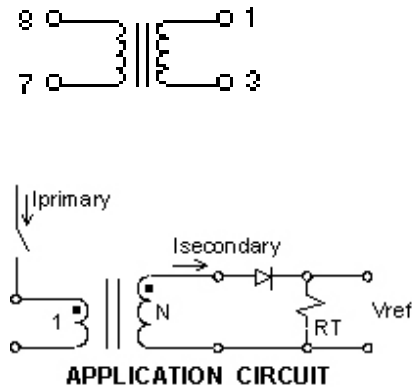 8 1
7 3
Iprimary
Isecondary
1 N RT Vref
APPLICATION CIRCUIT